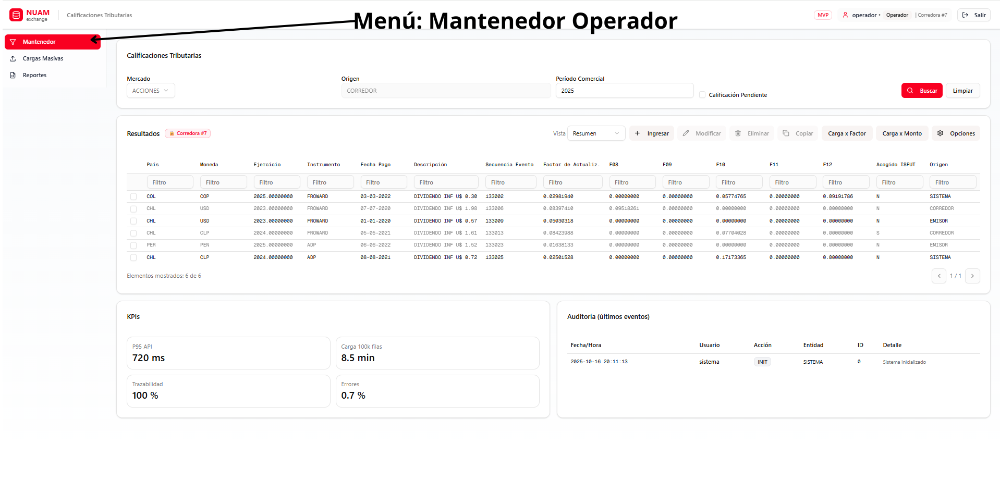 NUAM
exchange
Calificaciones Tributarias
Menú: Mantenedor Operador
MVP
operador • Operador | Corredora #7
Salir
Mantenedor
Cargas Masivas
Reportes
Calificaciones Tributarias
Mercado
ACCIONES
Origen
CORREDOR
Período Comercial
2025
Calificación Pendiente
Buscar
Limpiar
Resultados
Corredora #7
Vista Resumen
Ingresar
Modificar
Eliminar
Copiar
Carga x Factor
Carga x Monto
Opciones
País Moneda Ejercicio Instrumento Fecha Pago Descripción Secuencia Evento Factor de Actualiz. F08 F09 F10 F11 F12 Acogido ISFUT Origen
Filtro Filtro Filtro Filtro Filtro Filtro Filtro Filtro Filtro Filtro Filtro Filtro Filtro Filtro Filtro
COL COP 2025.00000000 FROWARD 03-03-2022 DIVIDENDO INF U$ 0.30 133002 0.02981940 0.00000000 0.00000000 0.05774765 0.00000000 0.09191786 N SISTEMA
CHL USD 2023.00000000 FROWARD 07-07-2020 DIVIDENDO INF U$ 1.98 133006 0.08397410 0.09518261 0.00000000 0.00000000 0.00000000 0.00000000 N CORREDOR
CHL USD 2023.00000000 FROWARD 01-01-2020 DIVIDENDO INF U$ 0.57 133009 0.05030318 0.00000000 0.00000000 0.00000000 0.00000000 0.00000000 N EMISOR
CHL CLP 2024.00000000 FROWARD 05-05-2021 DIVIDENDO INF U$ 1.61 133013 0.08423988 0.00000000 0.00000000 0.07704028 0.00000000 0.00000000 S CORREDOR
PER PEN 2025.00000000 ADP 06-06-2022 DIVIDENDO INF U$ 1.52 133023 0.01638133 0.00000000 0.00000000 0.00000000 0.00000000 0.00000000 N EMISOR
CHL CLP 2024.00000000 ADP 08-08-2021 DIVIDENDO INF U$ 0.72 133025 0.02501528 0.00000000 0.00000000 0.17173365 0.00000000 0.00000000 N SISTEMA
Elementos mostrados: 6 de 6
1 / 1
KPIs
P95 API
720 ms
Carga 100k filas
8.5 min
Trazabilidad
100 %
Errores
0.7 %
Auditoría (últimos eventos)
Fecha/Hora Usuario Acción Entidad ID Detalle
2025-10-16 20:11:13 sistema INIT SISTEMA 0 Sistema inicializado